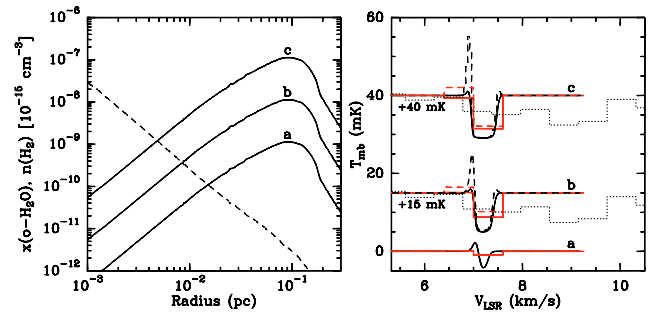 x(o-H₂O), n(H₂) [10⁻¹⁵ cm⁻³]
10⁻⁵
10⁻⁶
10⁻⁷
10⁻⁸
10⁻⁹
10⁻¹⁰
10⁻¹¹
10⁻¹²
c
b
a
10⁻³
10⁻²
10⁻¹
Radius (pc)
T_mb (mK)
60
40
20
0
c
+40 mK
b
+15 mK
a
6
8
10
V_LSR (km/s)